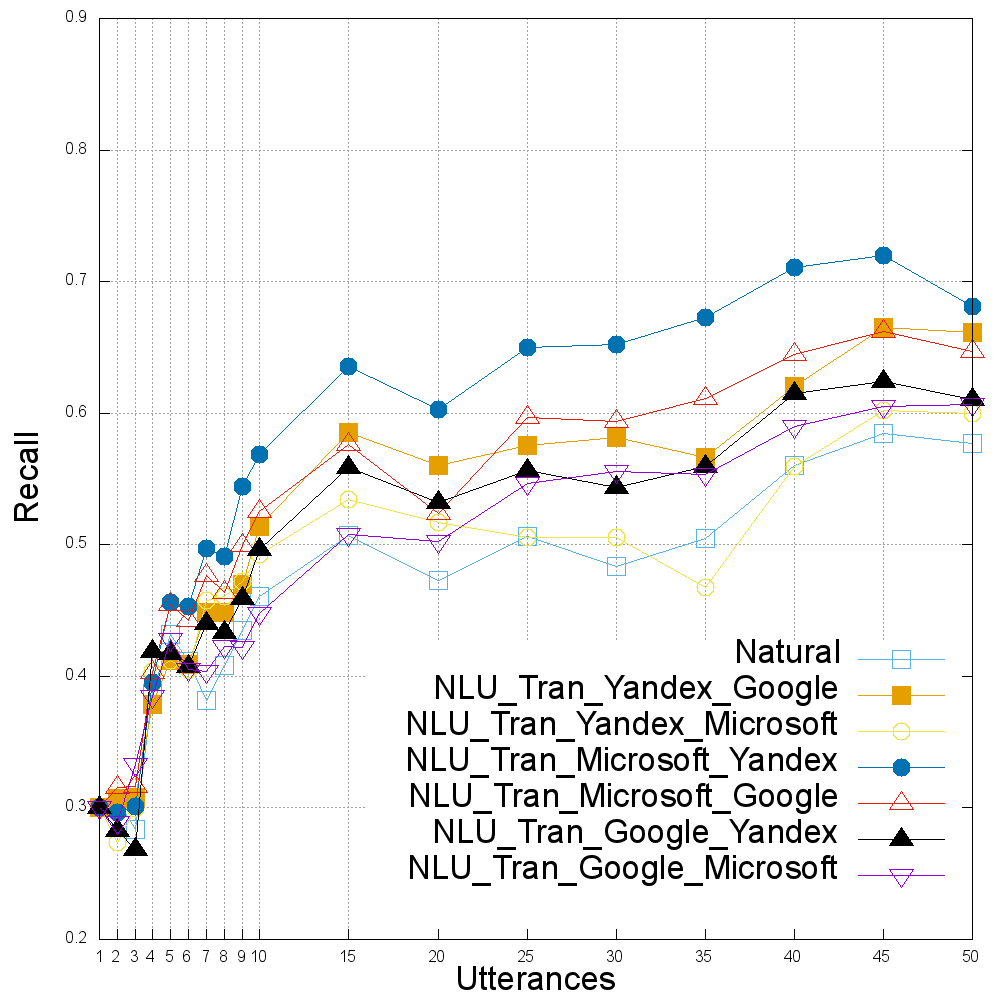 0.9
0.8
0.7
0.6
0.5
0.4
0.3
0.2
Recall
Natural
NLU_Tran_Yandex_Google
NLU_Tran_Yandex_Microsoft
NLU_Tran_Microsoft_Yandex
NLU_Tran_Microsoft_Google
NLU_Tran_Google_Yandex
NLU_Tran_Google_Microsoft
1 2 3 4 5 6 7 8 9 10 15 20 25 30 35 40 45 50
Utterances